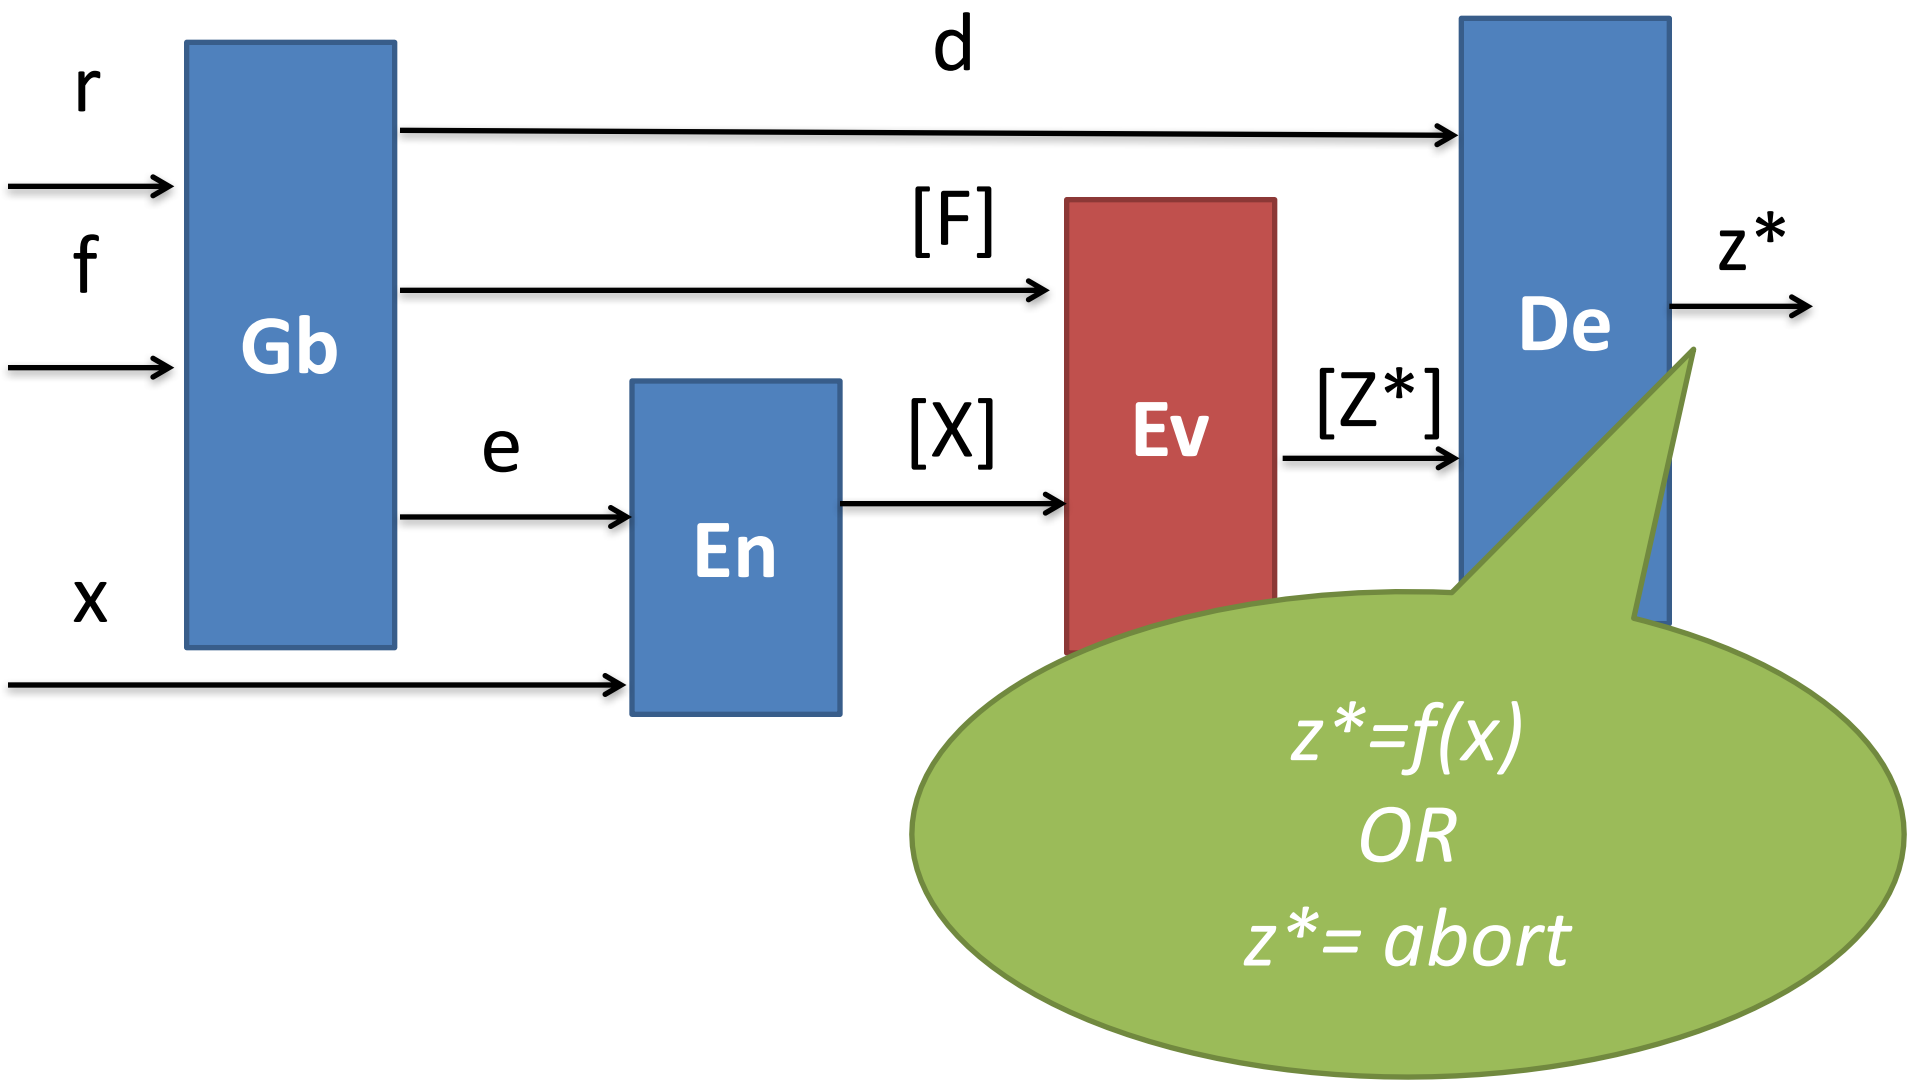 r
d
[F]
f
z*
Gb
De
[Z*]
e
[X]
Ev
En
x
z*=f(x)
OR
z*= abort